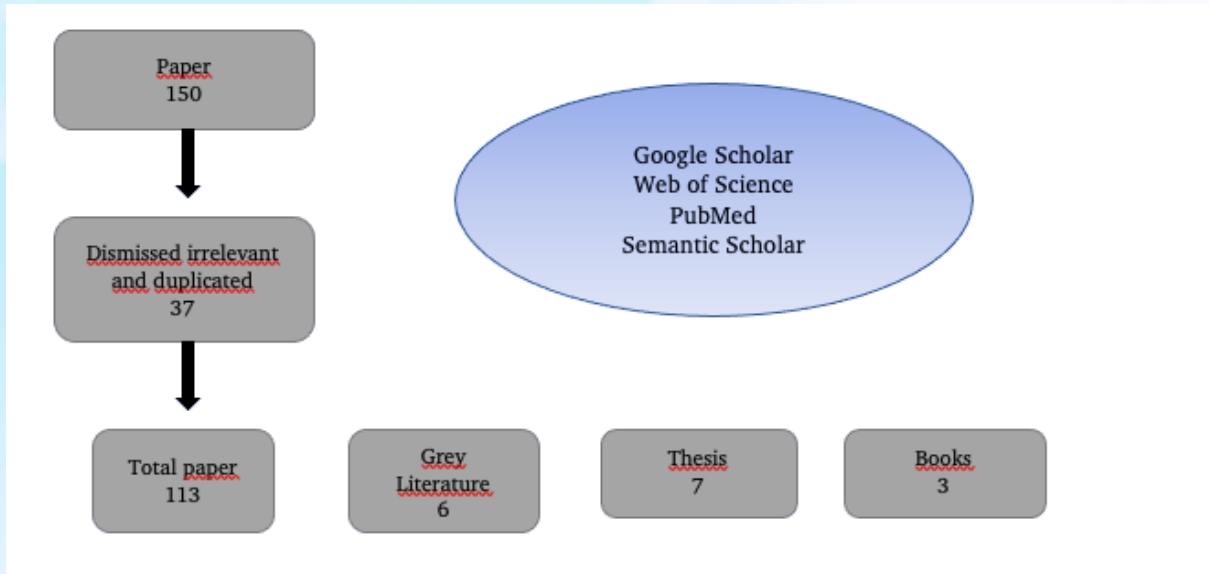 Paper
150
Google Scholar
Web of Science
PubMed
Semantic Scholar
Dismissed irrelevant
and duplicated
37
Total paper
113
Grey
Literature
6
Thesis
7
Books
3